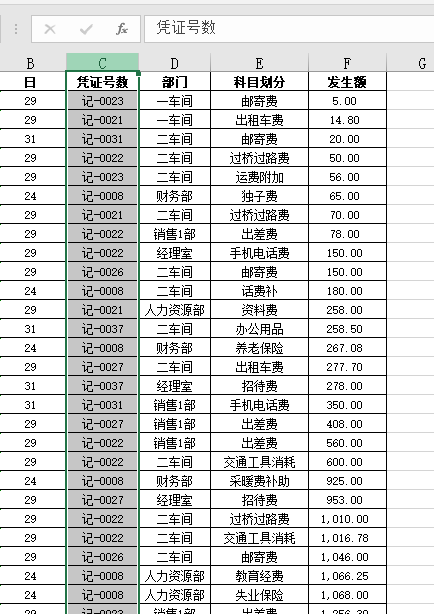 fx 凭证号数
B C D E F G
日 凭证号数 部门 科目划分 发生额
29 记-0023 一车间 邮寄费 5.00
29 记-0021 一车间 出租车费 14.80
31 记-0031 二车间 邮寄费 20.00
29 记-0022 二车间 过桥过路费 50.00
29 记-0023 二车间 运费附加 56.00
24 记-0008 财务部 独子费 65.00
29 记-0021 二车间 过桥过路费 70.00
29 记-0022 销售1部 出差费 78.00
29 记-0022 经理室 手机电话费 150.00
29 记-0026 二车间 邮寄费 150.00
24 记-0008 二车间 话费补 180.00
29 记-0021 人力资源部 资料费 258.00
31 记-0037 二车间 办公用品 258.50
24 记-0008 财务部 养老保险 267.08
29 记-0027 二车间 出租车费 277.70
31 记-0037 经理室 招待费 278.00
31 记-0031 销售1部 手机电话费 350.00
29 记-0027 销售1部 出差费 408.00
29 记-0022 销售1部 出差费 560.00
29 记-0022 二车间 交通工具消耗 600.00
24 记-0008 财务部 采暖费补助 925.00
29 记-0027 经理室 招待费 953.00
29 记-0022 二车间 过桥过路费 1,010.00
29 记-0022 二车间 交通工具消耗 1,016.78
29 记-0026 二车间 邮寄费 1,046.00
24 记-0008 人力资源部 教育经费 1,066.25
24 记-0008 人力资源部 失业保险 1,068.00
29 记-0023 销售1部 出差费 1,256.30